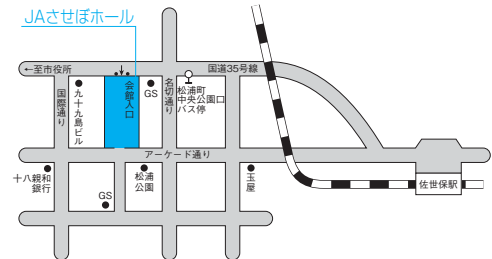 JAさせぼホール
←至市役所
国道35号線
国際通り
九十九島ビル
会館入口
GS
名切通り
松浦町
中央公園口
バス停
アーケード通り
十八親和
銀行
GS
松浦
公園
玉屋
佐世保駅